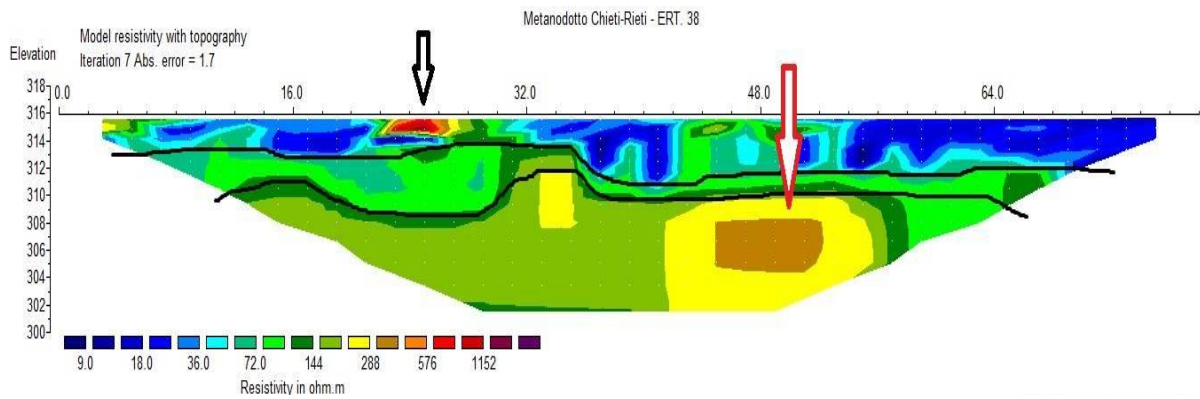 Metanodotto Chieti-Rieti - ERT. 38
Model resistivity with topography
Elevation
Iteration 7 Abs. error = 1.7
318
0.0 16.0 32.0 48.0 64.0
316
314
312
310
308
306
304
302
300
9.0 18.0 36.0 72.0 144 288 576 1152
Resistivity in ohm.m